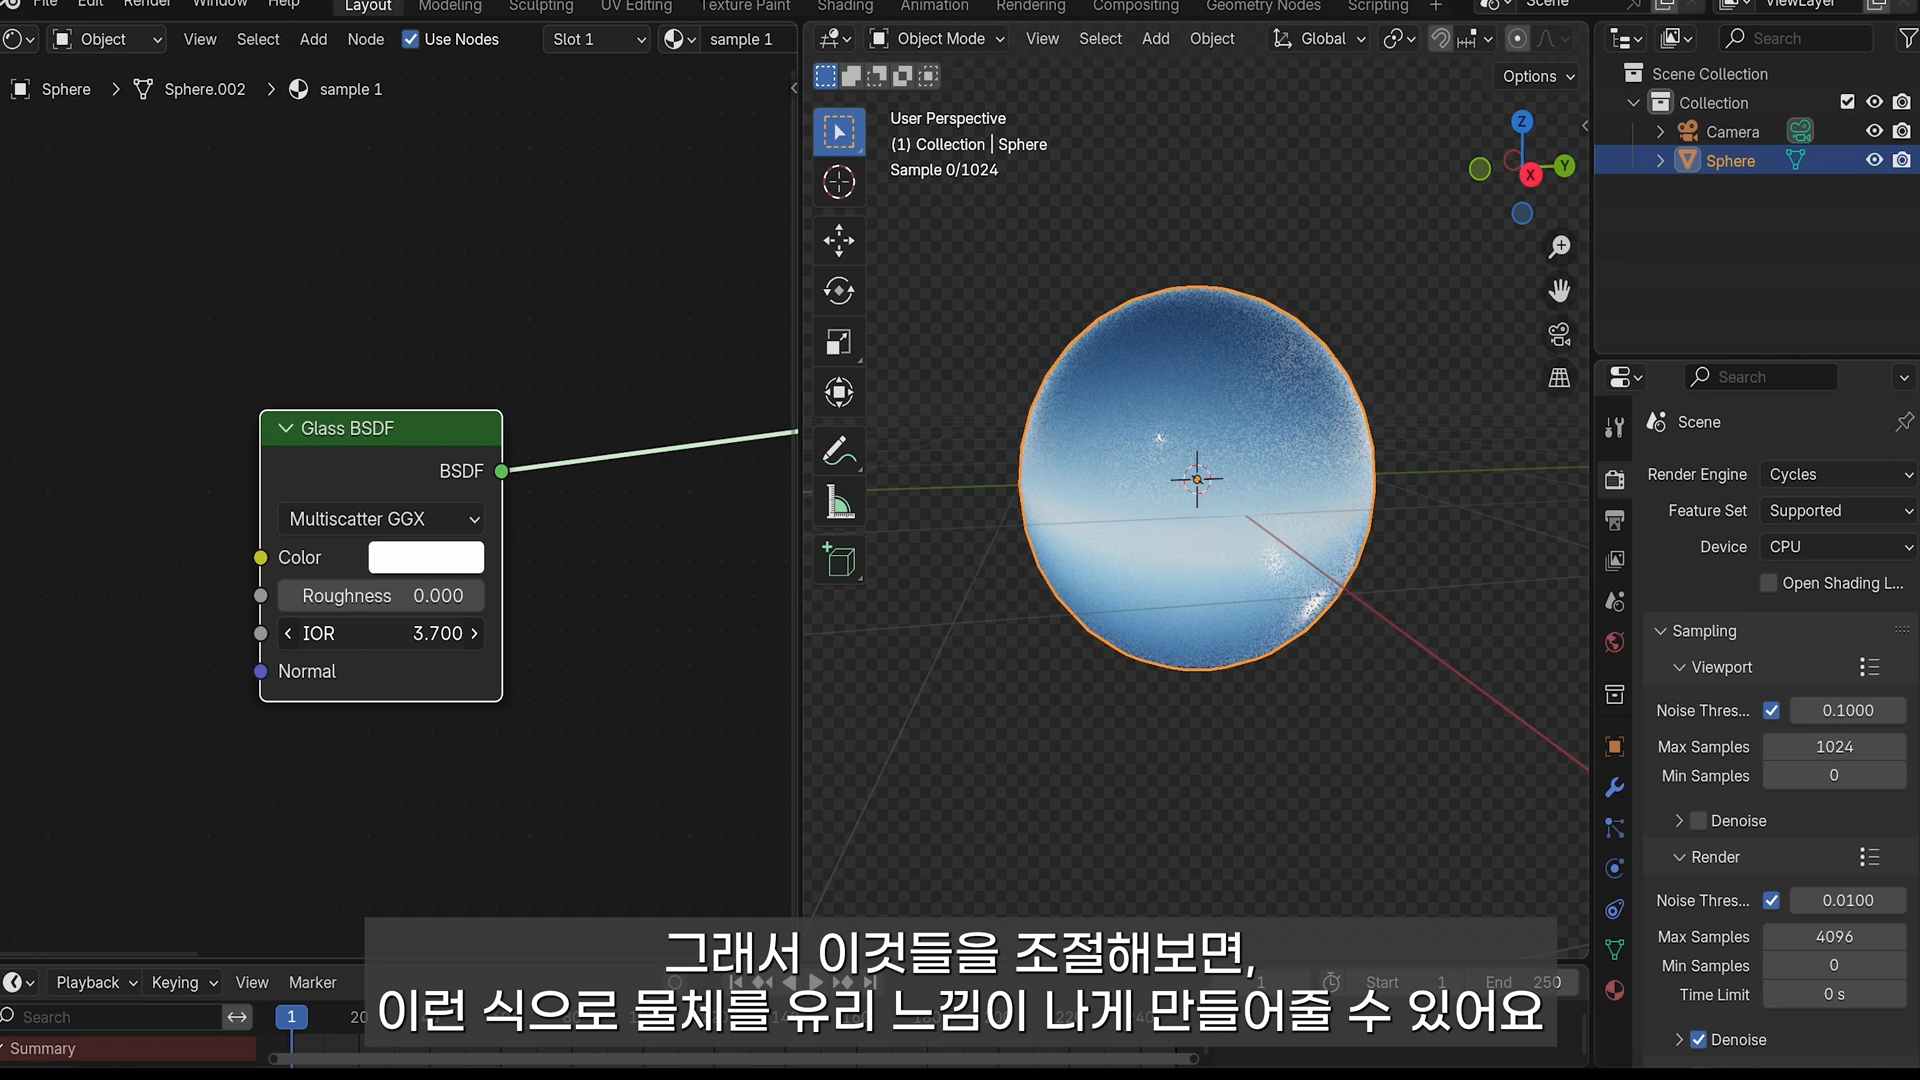 File Edit Render Window Help Layout Modeling Sculpting UV Editing Texture Paint Shading Animation Rendering Compositing Geometry Nodes Scripting + Scene ViewLayer
Object View Select Add Node Use Nodes Slot 1 sample 1
Object Mode View Select Add Object Global
Search
Sphere > Sphere.002 > sample 1
Options
User Perspective
(1) Collection | Sphere
Sample 0/1024
Z
Y
X
Scene Collection
Collection
Camera
Sphere
Glass BSDF
BSDF
Multiscatter GGX
Color
Roughness 0.000
IOR 3.700
Normal
Search
Scene
Render Engine Cycles
Feature Set Supported
Device CPU
Open Shading L...
Sampling
Viewport
Noise Thres... 0.1000
Max Samples 1024
Min Samples 0
Denoise
Render
Noise Thres... 0.0100
Max Samples 4096
Min Samples 0
Time Limit 0 s
Denoise
Playback Keying View Marker
1 Start 1 End 250
Search
1 20
Summary
그래서 이것들을 조절해보면,
이런 식으로 물체를 유리 느낌이 나게 만들어줄 수 있어요